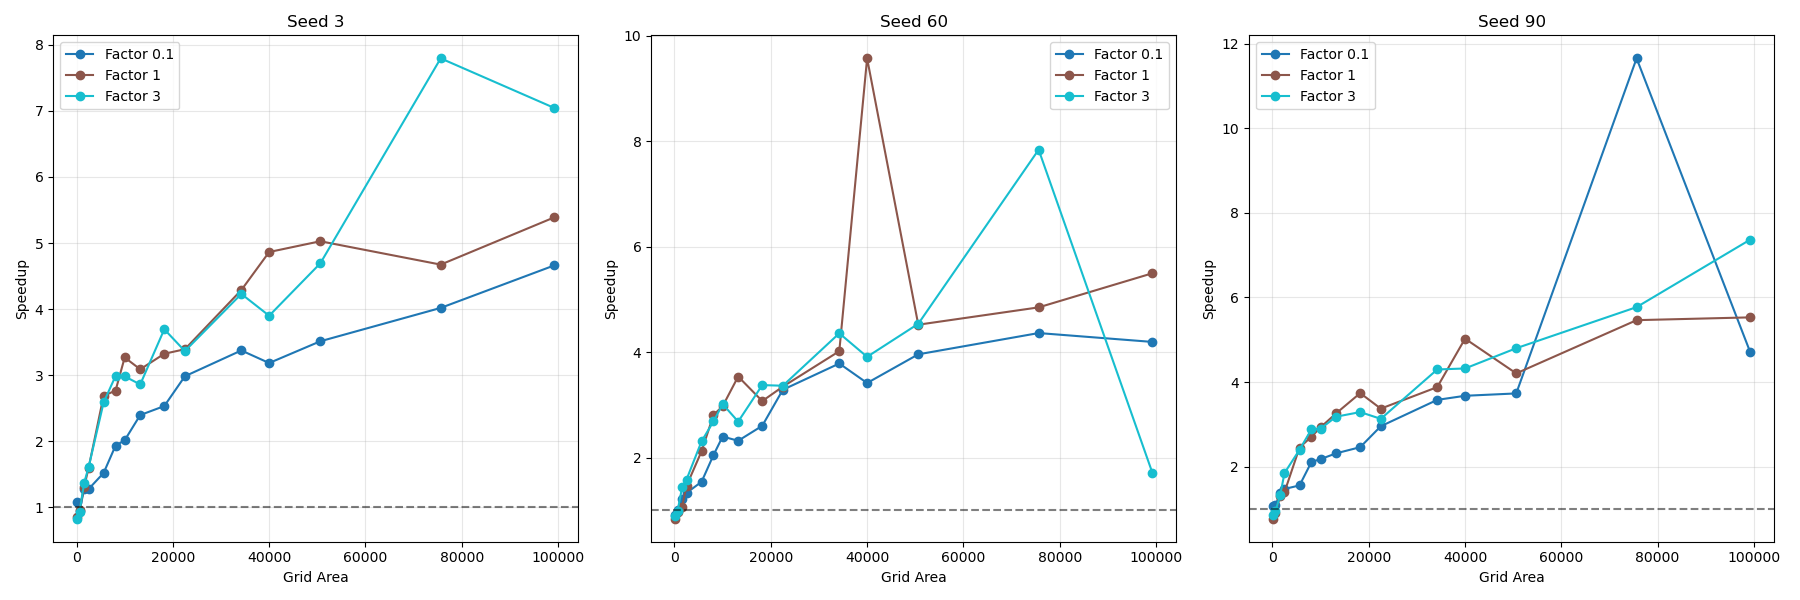 Seed 3
8
7
6
5
4
3
2
1
Speedup
Factor 0.1
Factor 1
Factor 3
0 20000 40000 60000 80000 100000
Grid Area
Seed 60
10
8
6
4
2
Speedup
Factor 0.1
Factor 1
Factor 3
0 20000 40000 60000 80000 100000
Grid Area
Seed 90
12
10
8
6
4
2
Speedup
Factor 0.1
Factor 1
Factor 3
0 20000 40000 60000 80000 100000
Grid Area